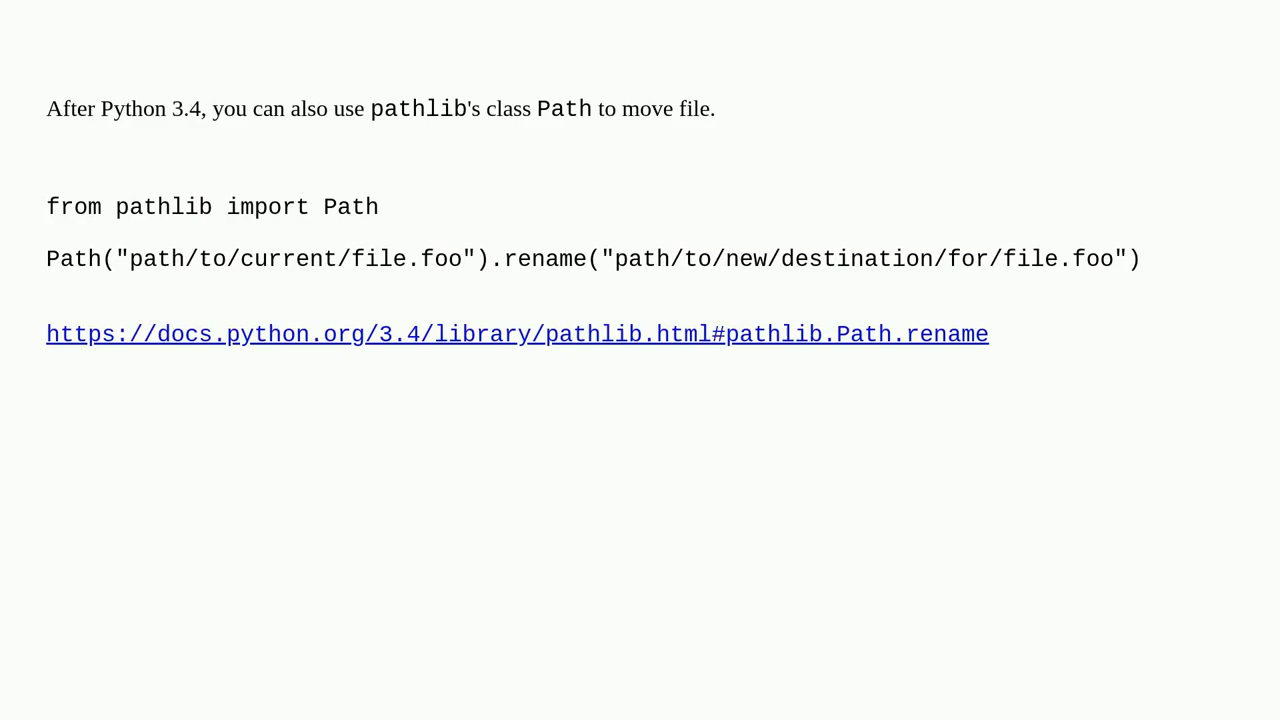 After Python 3.4, you can also use pathlib's class Path to move file.
from pathlib import Path
Path("path/to/current/file.foo").rename("path/to/new/destination/for/file.foo")
https://docs.python.org/3.4/library/pathlib.html#pathlib.Path.rename